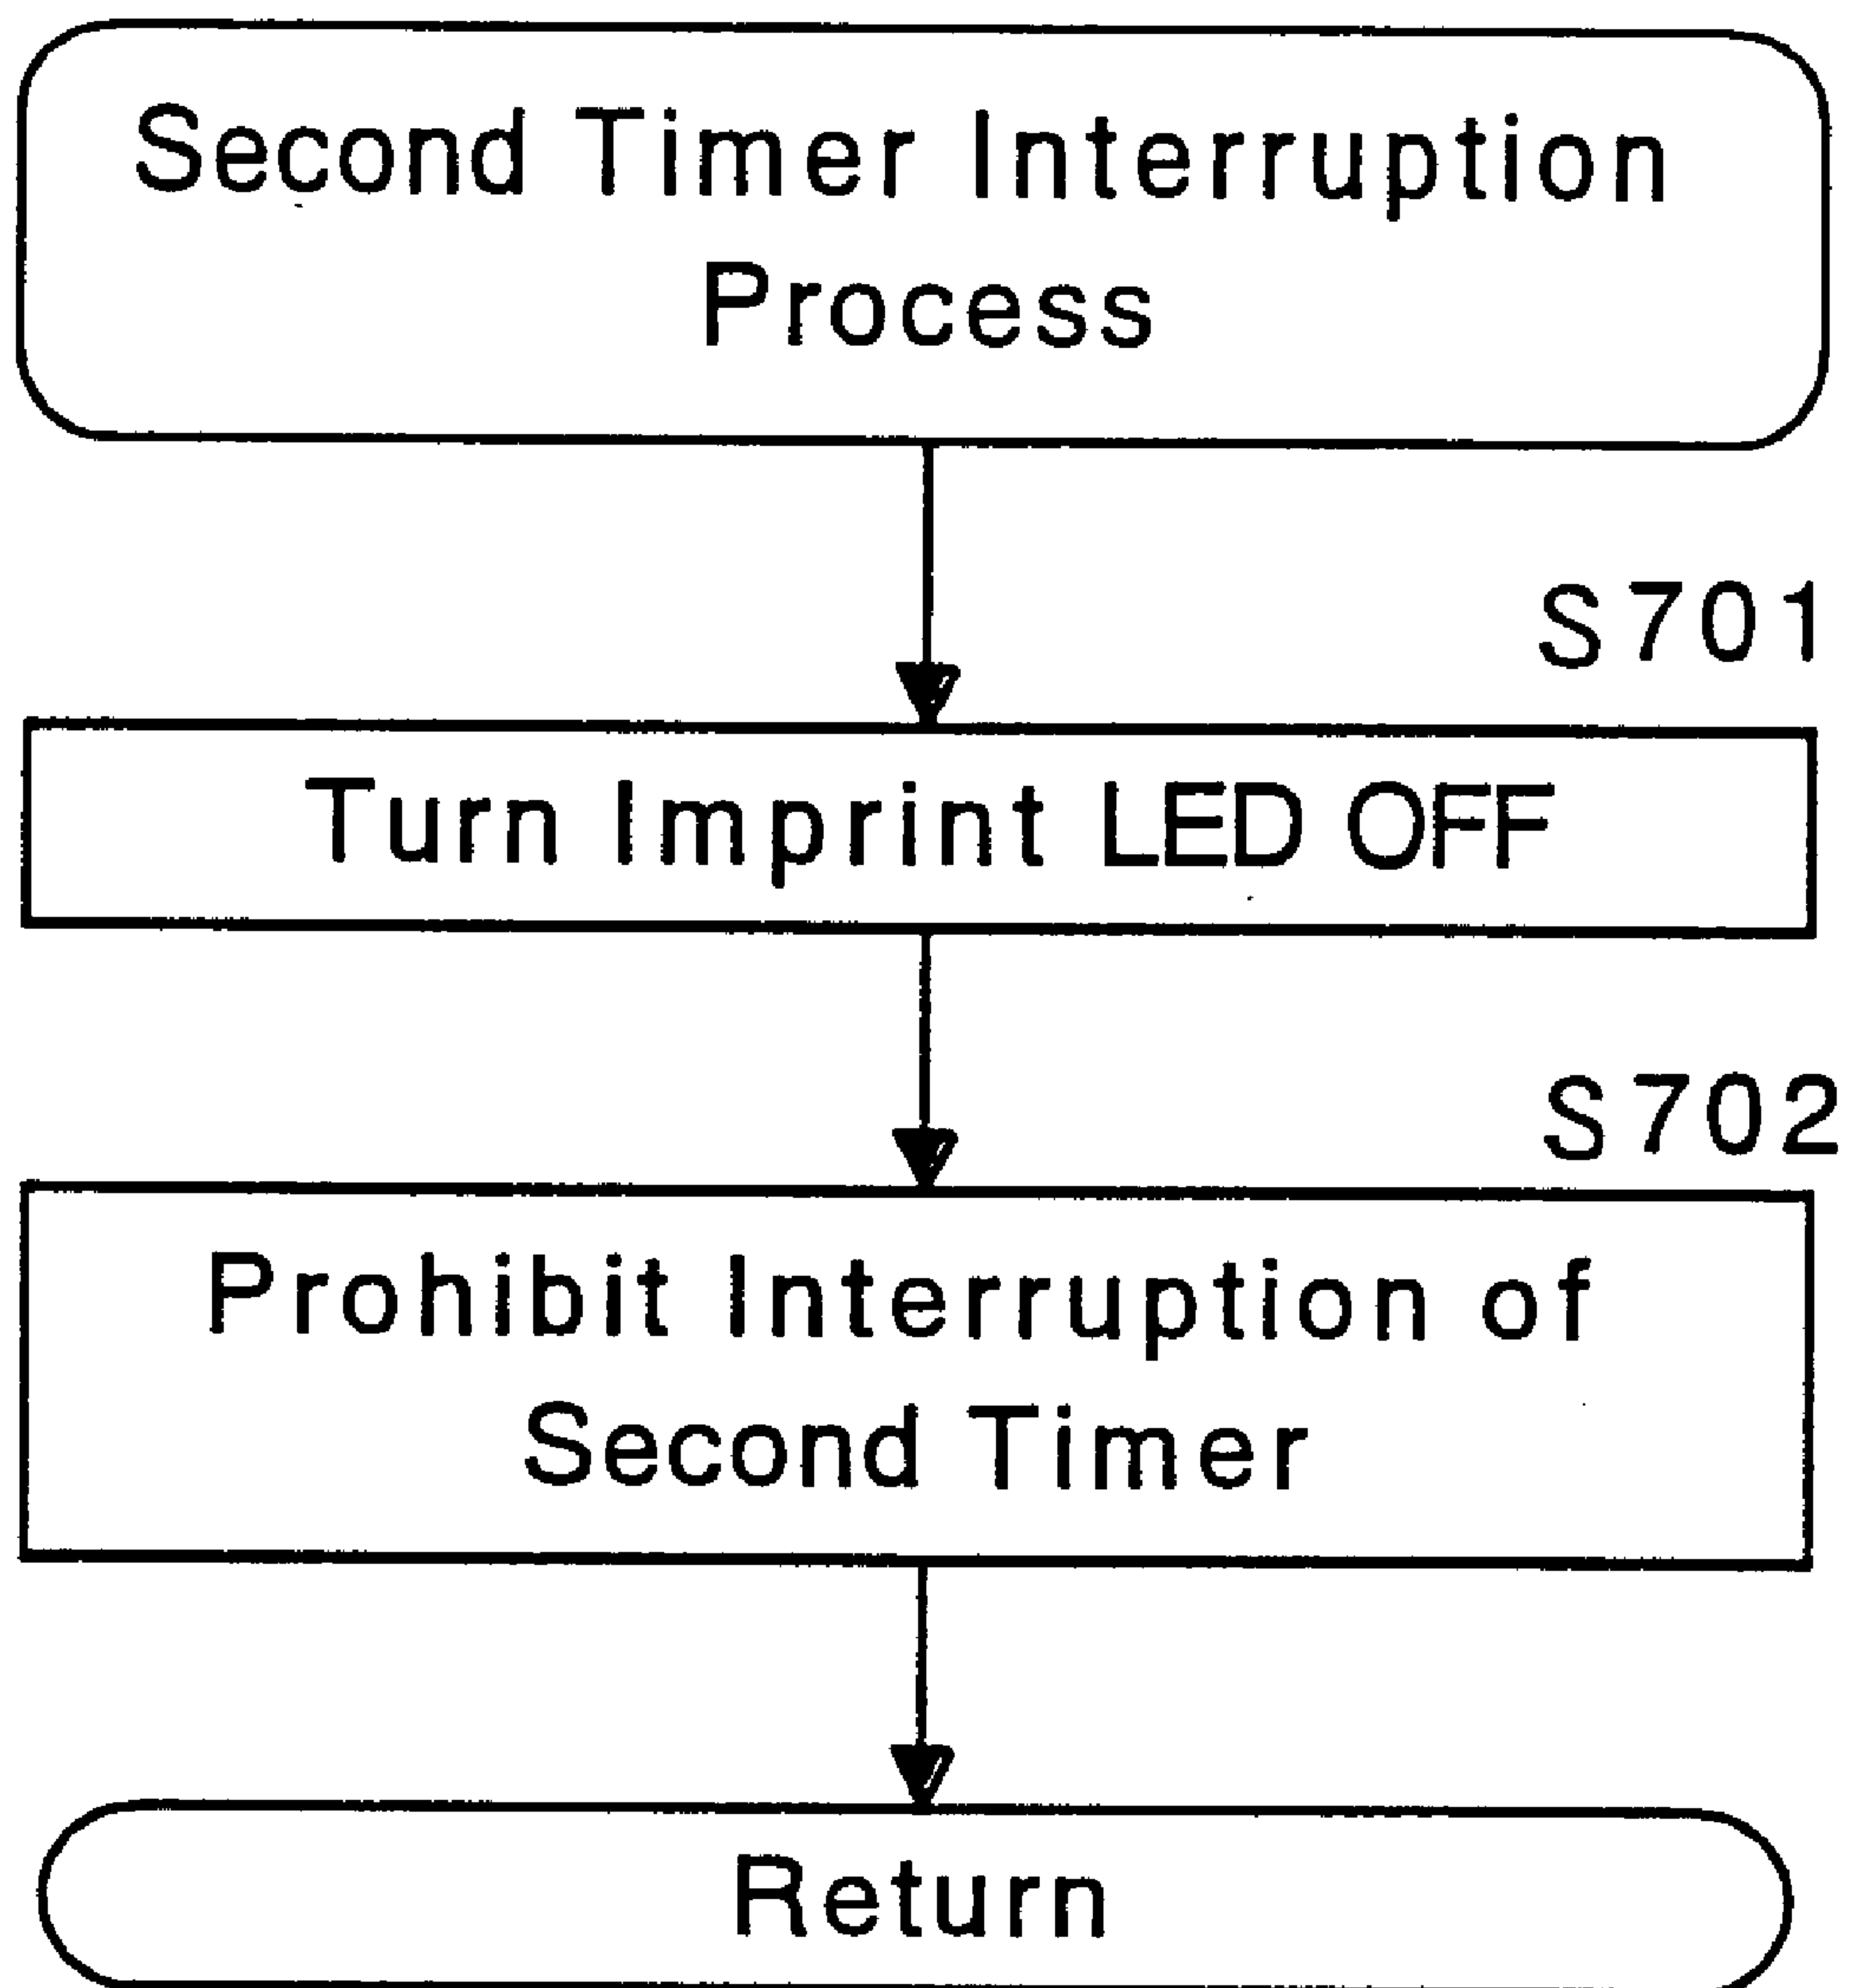 Second Timer Interruption
Process
S701
Turn Imprint LED OFF
S702
Prohibit Interruption of
Second Timer
Return